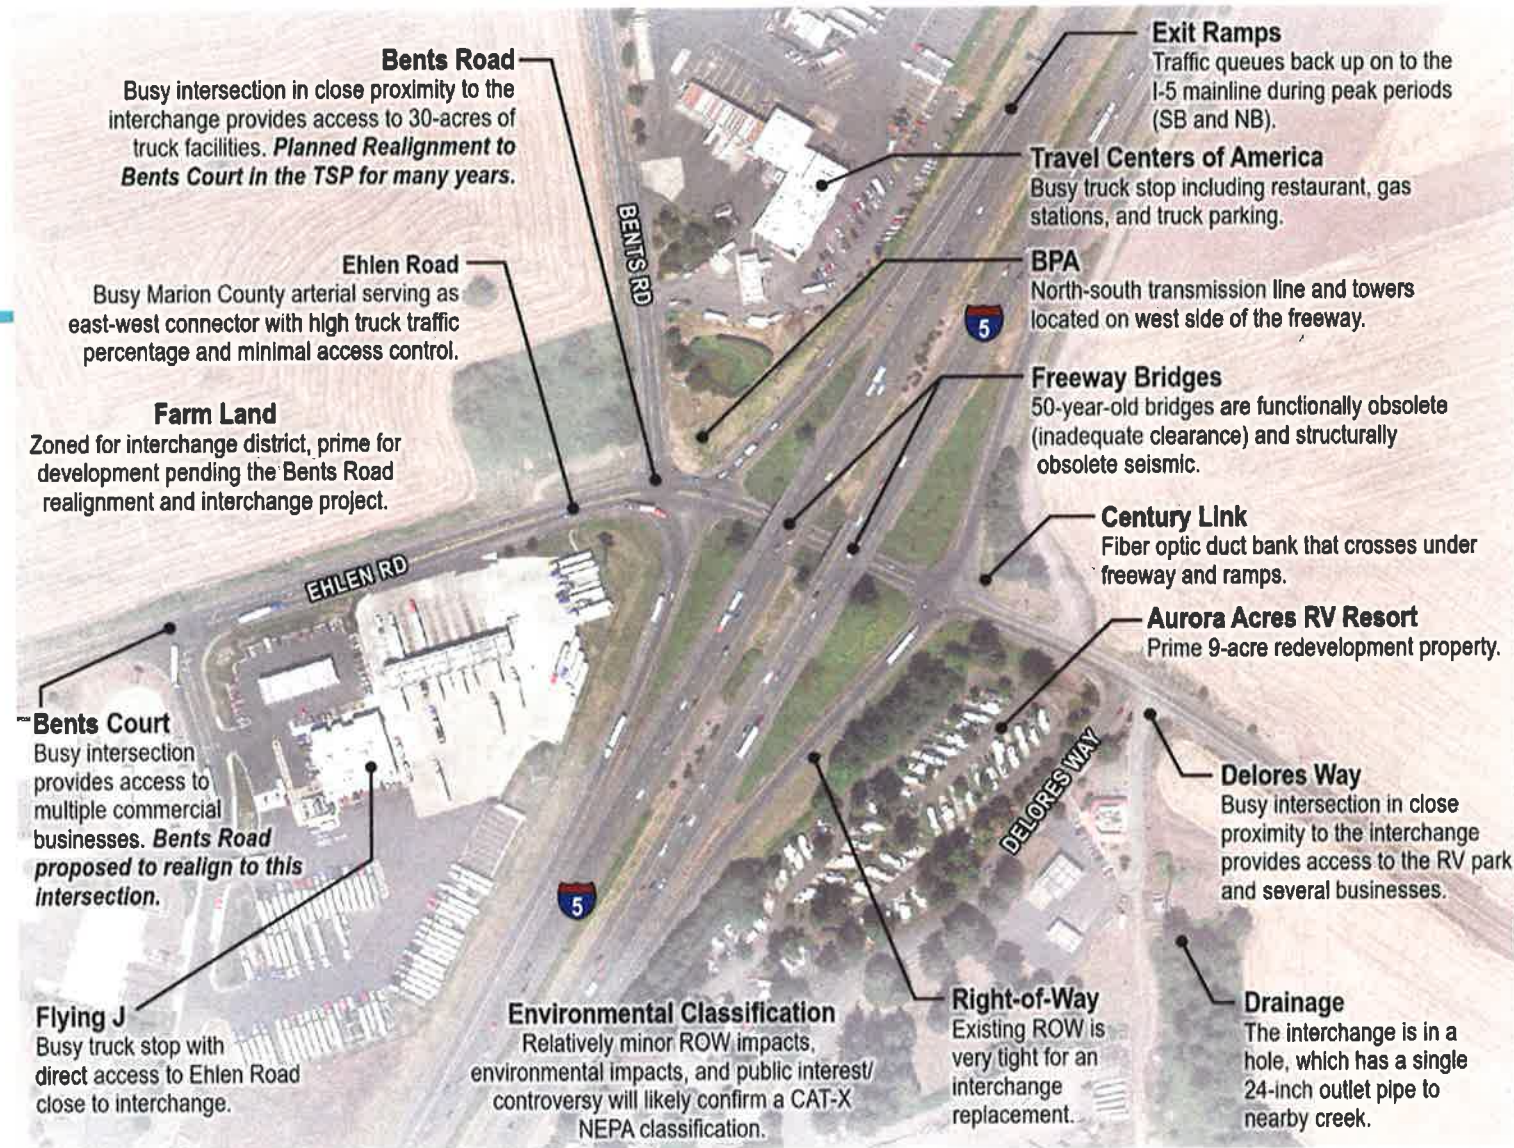 Bents Road
Busy intersection in close proximity to the
interchange provides access to 30-acres of
truck facilities. Planned Realignment to
Bents Court in the TSP for many years.
Ehlen Road
Busy Marion County arterial serving as
east-west connector with high truck traffic
percentage and minimal access control.
Farm Land
Zoned for interchange district, prime for
development pending the Bents Road
realignment and interchange project.
Bents Court
Busy intersection
provides access to
multiple commercial
businesses. Bents Road
proposed to realign to this
intersection.
Flying J
Busy truck stop with
direct access to Ehlen Road
close to interchange.
BENTS RD
EHLEN RD
5
5
DELORES WAY
Environmental Classification
Relatively minor ROW impacts,
environmental impacts, and public interest/
controversy will likely confirm a CAT-X
NEPA classification.
Exit Ramps
Traffic queues back up on to the
I-5 mainline during peak periods
(SB and NB).
Travel Centers of America
Busy truck stop including restaurant, gas
stations, and truck parking.
BPA
North-south transmission line and towers
located on west side of the freeway.
Freeway Bridges
50-year-old bridges are functionally obsolete
(inadequate clearance) and structurally
obsolete seismic.
Century Link
Fiber optic duct bank that crosses under
freeway and ramps.
Aurora Acres RV Resort
Prime 9-acre redevelopment property.
Delores Way
Busy intersection in close
proximity to the interchange
provides access to the RV park
and several businesses.
Right-of-Way
Existing ROW is
very tight for an
interchange
replacement.
Drainage
The interchange is in a
hole, which has a single
24-inch outlet pipe to
nearby creek.